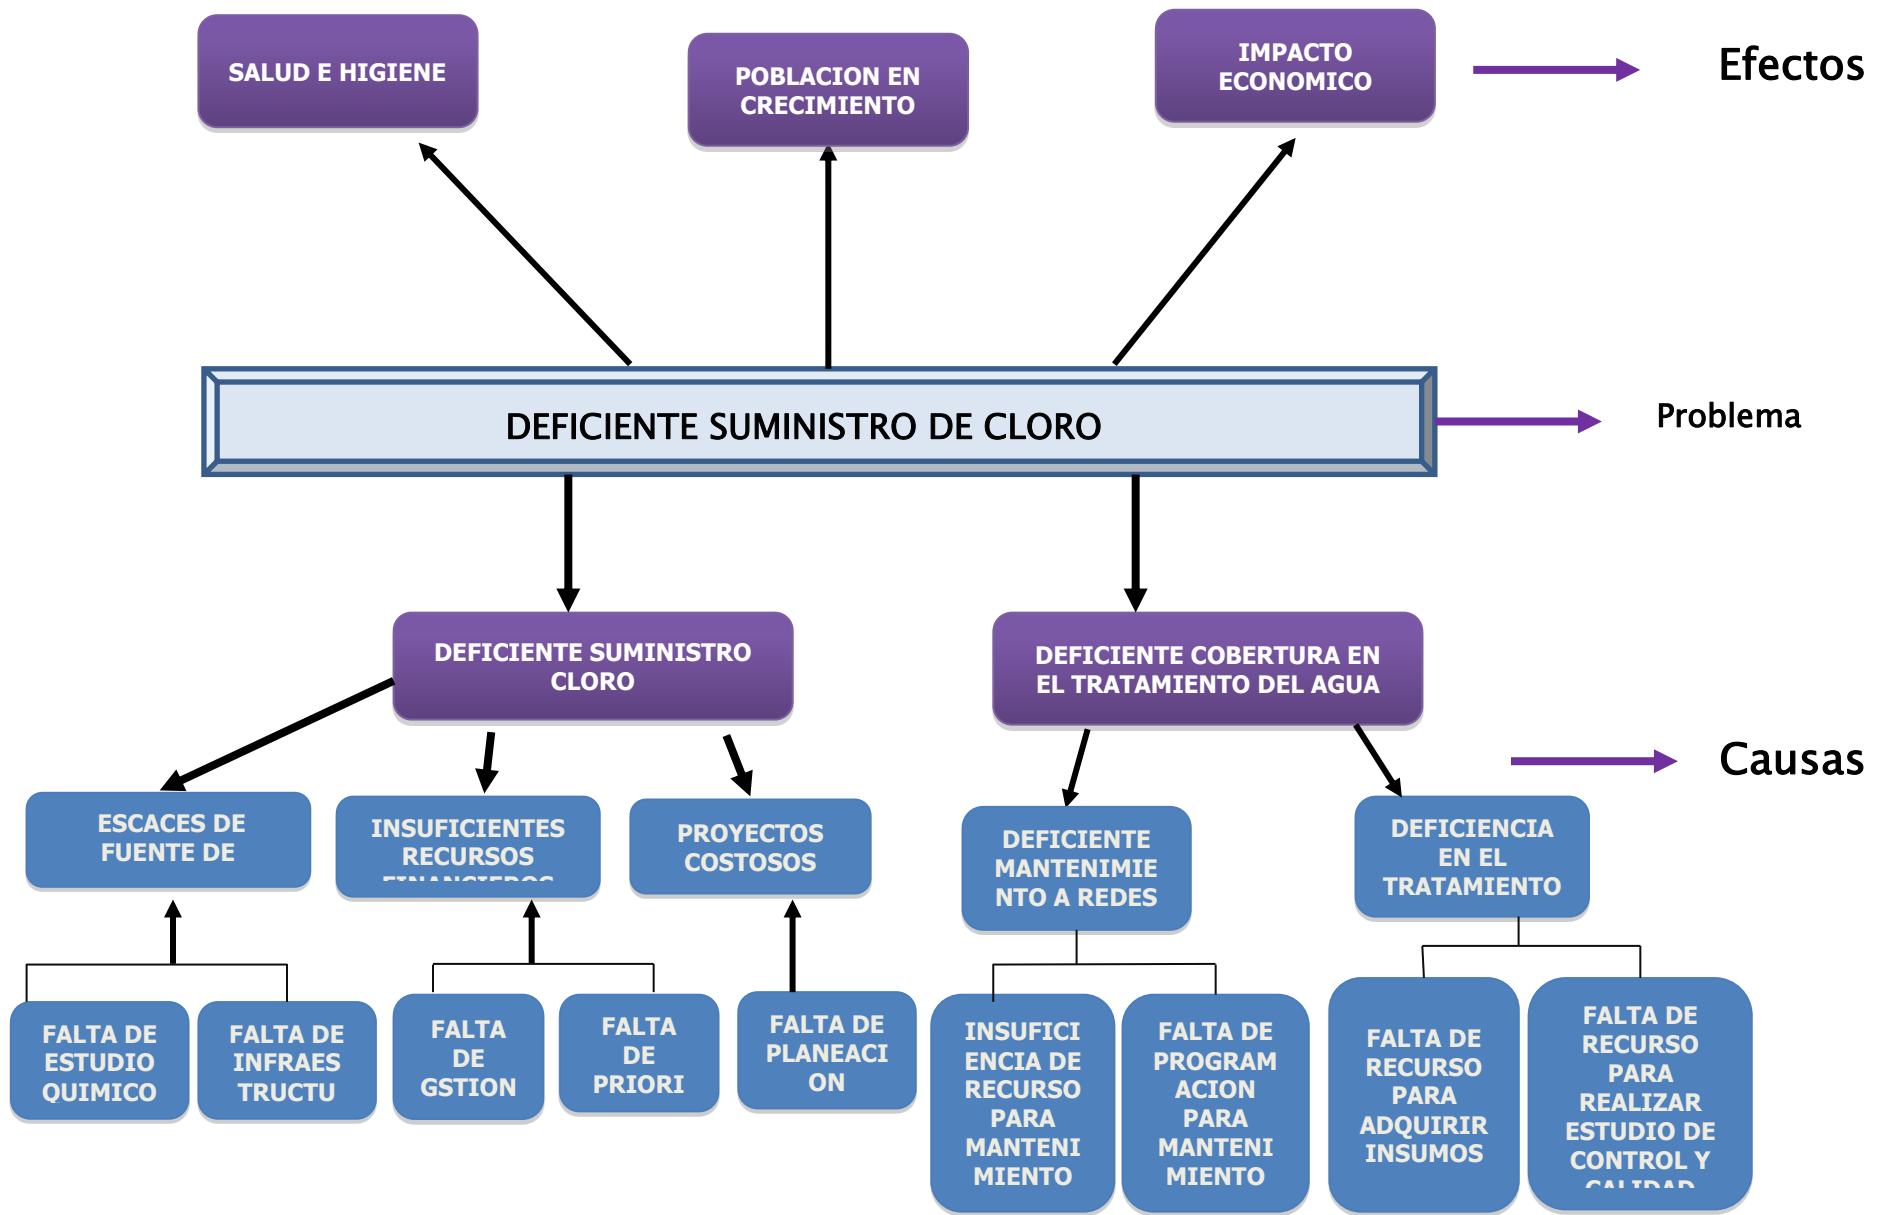 SALUD E HIGIENE
POBLACION EN
CRECIMIENTO
IMPACTO
ECONOMICO
Efectos
DEFICIENTE SUMINISTRO DE CLORO
Problema
DEFICIENTE SUMINISTRO
CLORO
DEFICIENTE COBERTURA EN
EL TRATAMIENTO DEL AGUA
Causas
ESCACES DE
FUENTE DE
INSUFICIENTES
RECURSOS
FINANCIEROS
PROYECTOS
COSTOSOS
DEFICIENTE
MANTENIMIE
NTO A REDES
DEFICIENCIA
EN EL
TRATAMIENTO
FALTA DE
ESTUDIO
QUIMICO
FALTA DE
INFRAES
TRUCTU
FALTA
DE
GSTION
FALTA
DE
PRIORI
FALTA DE
PLANEACI
ON
INSUFICI
ENCIA DE
RECURSO
PARA
MANTENI
MIENTO
FALTA DE
PROGRAM
ACION
PARA
MANTENI
MIENTO
FALTA DE
RECURSO
PARA
ADQUIRIR
INSUMOS
FALTA DE
RECURSO
PARA
REALIZAR
ESTUDIO DE
CONTROL Y
CALIDAD